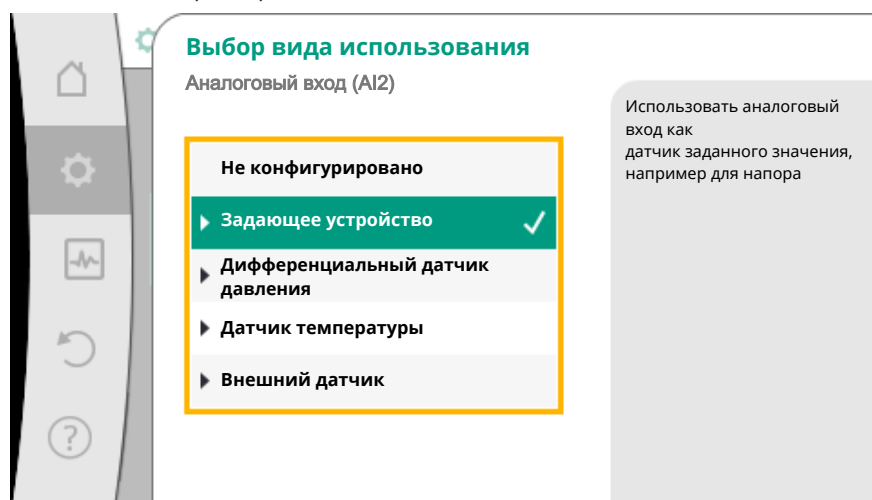 Выбор вида использования
Аналоговый вход (AI2)
Не конфигурировано
Задающее устройство
Дифференциальный датчик
давления
Датчик температуры
Внешний датчик
Использовать аналоговый
вход как
датчик заданного значения,
например для напора